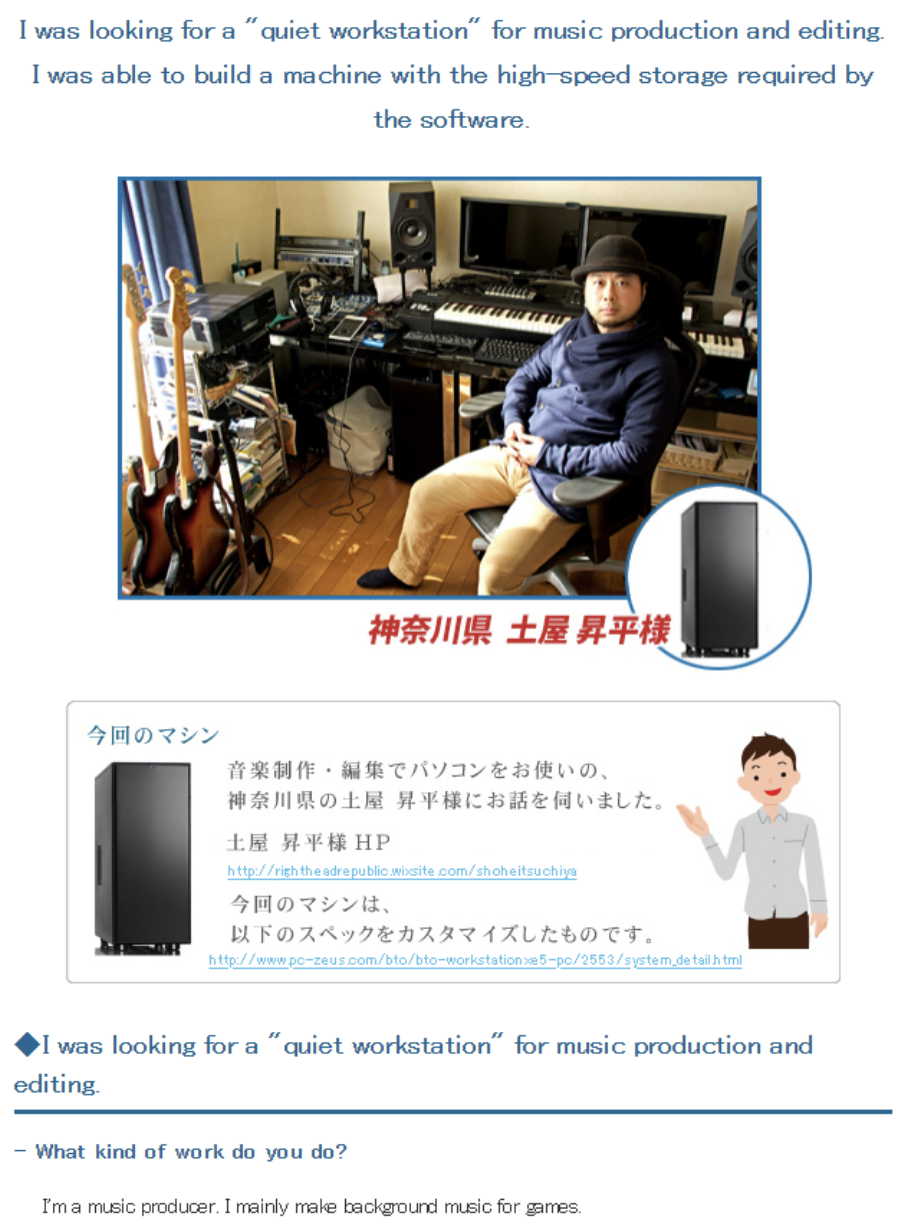 I was looking for a "quiet workstation" for music production and editing.
I was able to build a machine with the high-speed storage required by
the software.
神奈川県 土屋 昇平様
今回のマシン
音楽制作・編集でパソコンをお使いの、
神奈川県の土屋 昇平様にお話を伺いました。
土屋 昇平様HP
http://rightheadrepublic.wixsite.com/shoheitsuchiya
今回のマシンは、
以下のスペックをカスタマイズしたものです。
http://www.pc-zeus.com/bto/bto-workstationxe5-pc/2553/system_detail.html
◆I was looking for a "quiet workstation" for music production and
editing.
- What kind of work do you do?
I'm a music producer. I mainly make background music for games.